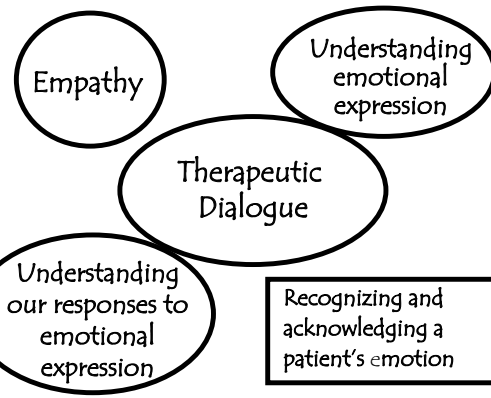 Empathy
Understanding
emotional
expression
Therapeutic
Dialogue
Understanding
our responses to
emotional
expression
Recognizing and
acknowledging a
patient's emotion